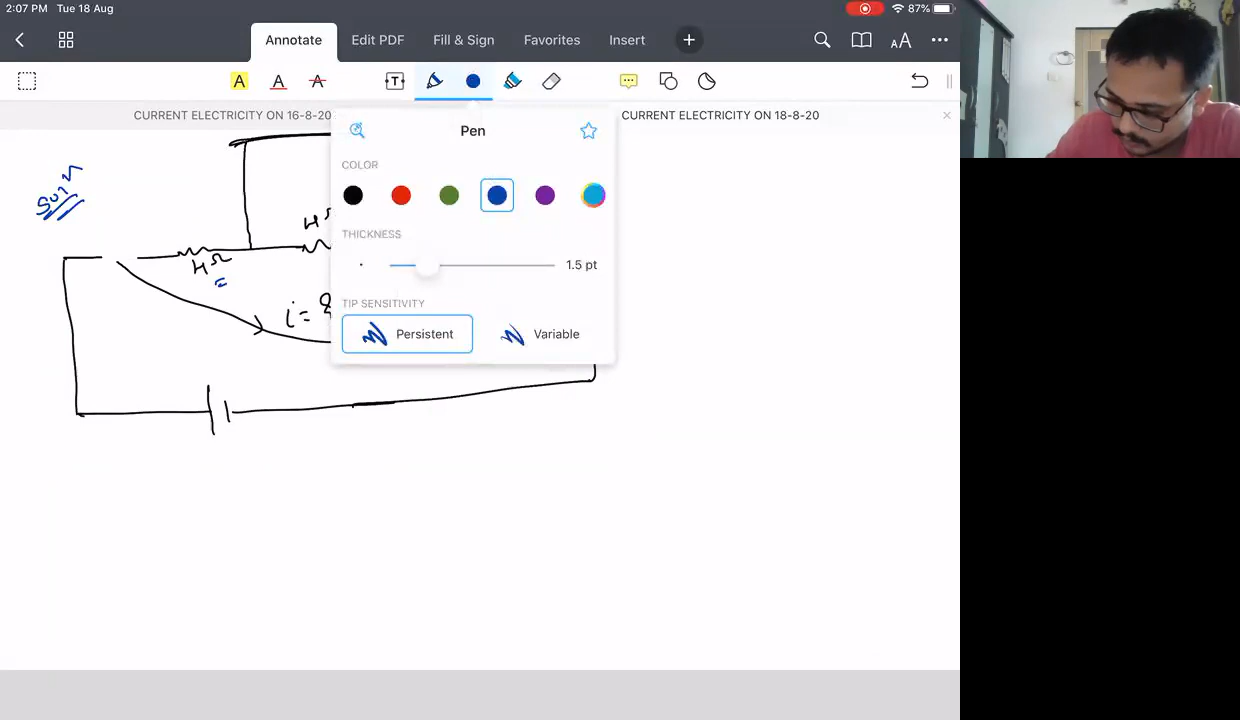 2:07 PM Tue 18 Aug
87%
Annotate
Edit PDF
Fill & Sign
Favorites
Insert
AA
A A A T
CURRENT ELECTRICITY ON 16-8-20
CURRENT ELECTRICITY ON 18-8-20
Pen
COLOR
THICKNESS
1.5 pt
TIP SENSITIVITY
Persistent
Variable
Soln
4Ω
4Ω
i =